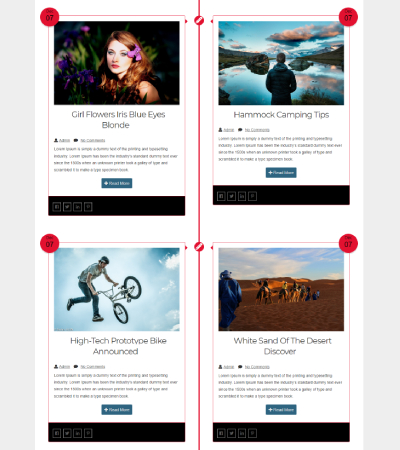 07
Girl Flowers Iris Blue Eyes
Blonde
Admin No Comments
Lorem Ipsum is simply dummy text of the printing and typesetting
industry. Lorem Ipsum has been the industry's standard dummy text ever
since the 1500s when an unknown printer took a galley of type and
scrambled it to make a type specimen book
+ Read More
07
Hammock Camping Tips
Admin No Comments
Lorem Ipsum is simply dummy text of the printing and typesetting
industry. Lorem Ipsum has been the industry's standard dummy text ever
since the 1500s when an unknown printer took a galley of type and
scrambled it to make a type specimen book
+ Read More
07
High-Tech Prototype Bike
Announced
Admin No Comments
Lorem Ipsum is simply dummy text of the printing and typesetting
industry. Lorem Ipsum has been the industry's standard dummy text ever
since the 1500s when an unknown printer took a galley of type and
scrambled it to make a type specimen book
+ Read More
07
White Sand Of The Desert
Discover
Admin No Comments
Lorem Ipsum is simply dummy text of the printing and typesetting
industry. Lorem Ipsum has been the industry's standard dummy text ever
since the 1500s when an unknown printer took a galley of type and
scrambled it to make a type specimen book
+ Read More